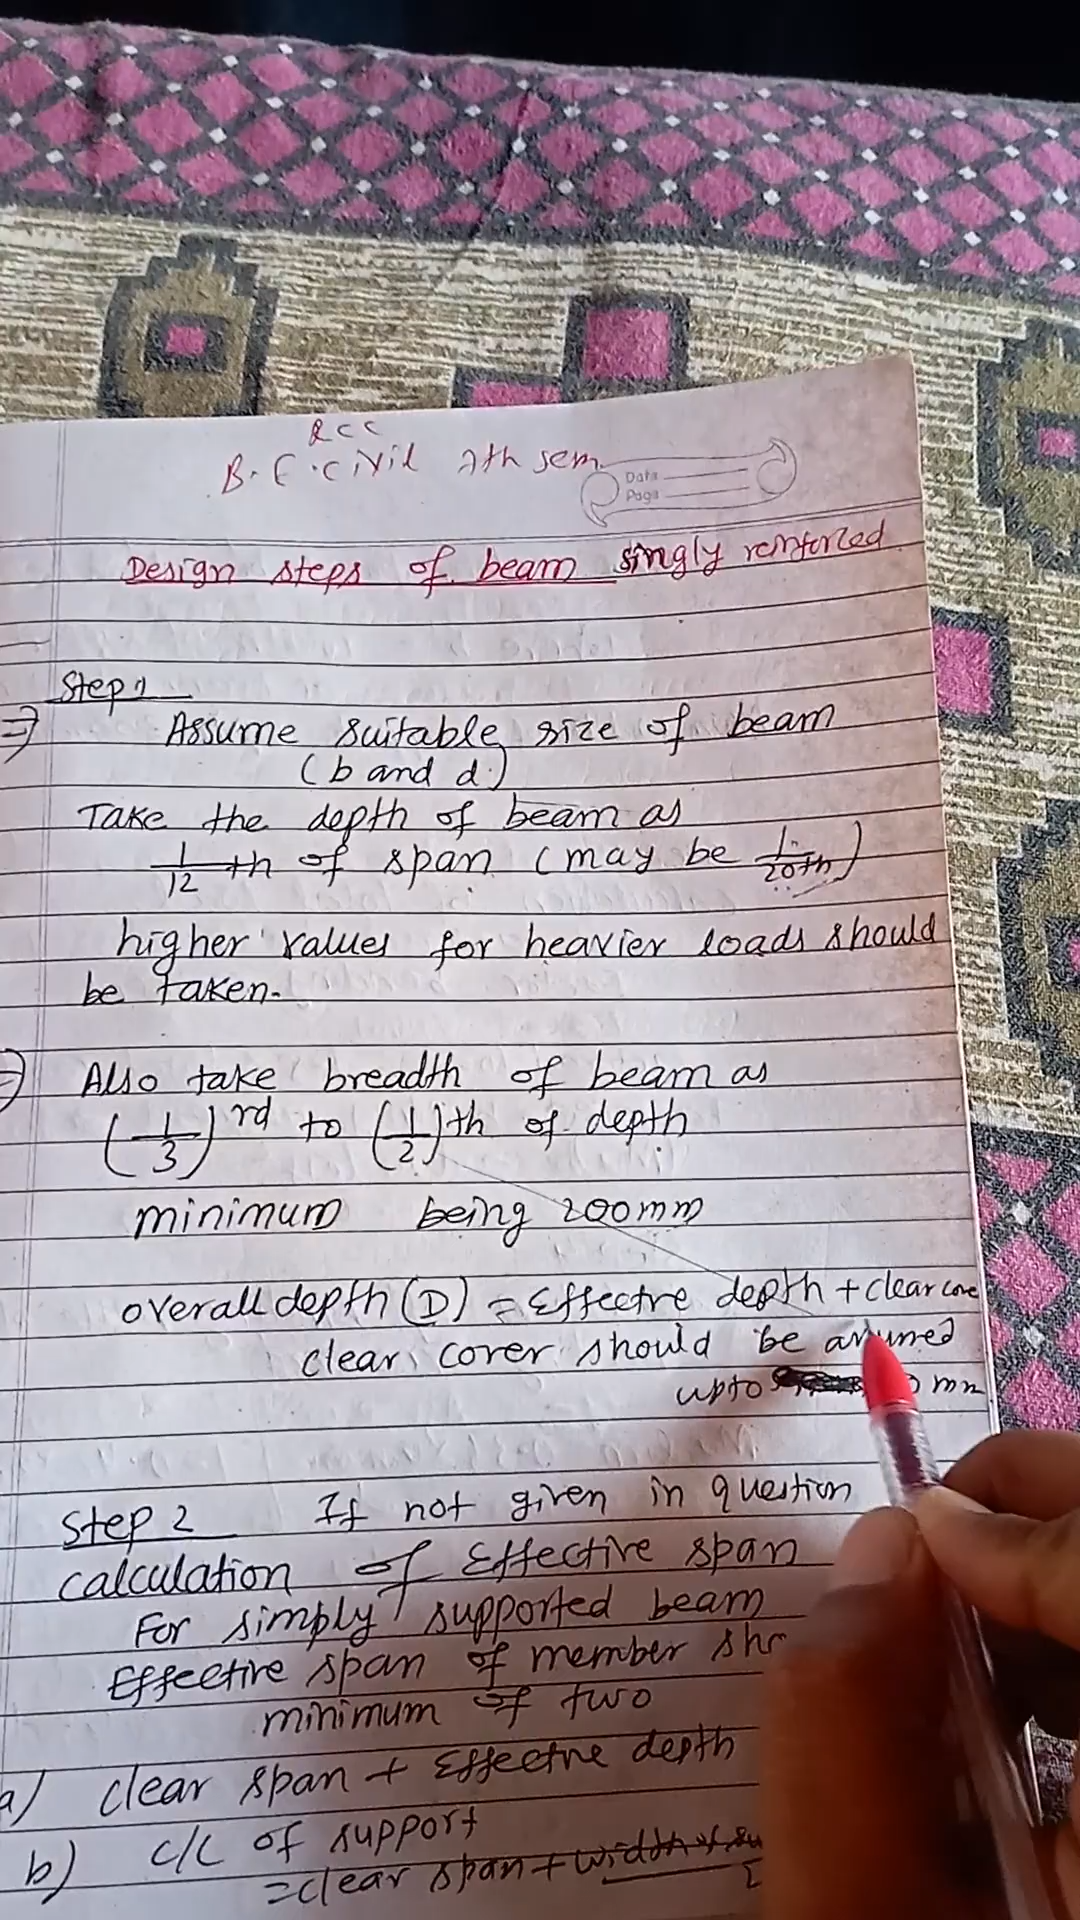 RCC
B.E.civil 7th sem
Data
Page
Design steps of beam singly reinforced
Step 1
⇒ Assume suitable size of beam
(b and d.)
Take the depth of beam as
1/12 th of span (may be 1/20th)
higher values for heavier loads should
be taken.
Also take breadth of beam as
(1/3)rd to (1/2)th of depth
minimum being 200mm
overall depth (D) = Effective depth + clear
clear cover should be assumed
upto mm
Step 2 If not given in question
calculation of Effective span
For simply supported beam
Effective span of member
minimum of two
a) clear span + Effective depth
b) C/C of support
= clear span + width of